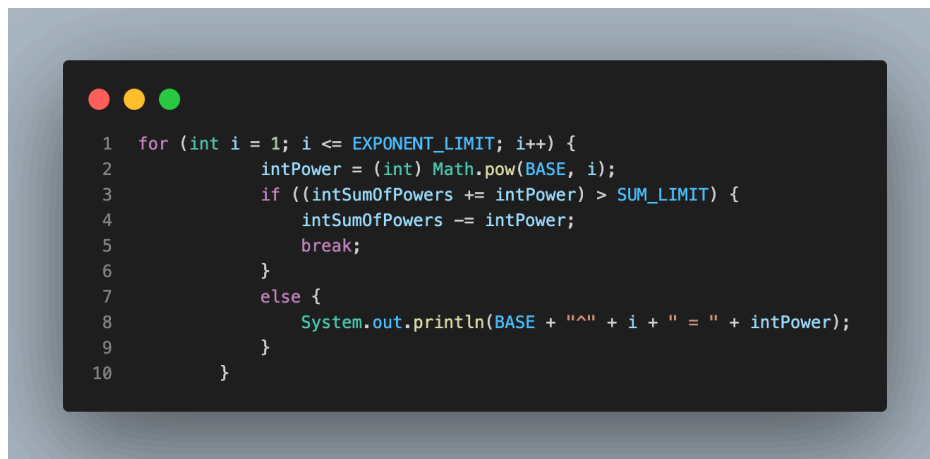 1 for (int i = 1; i <= EXPONENT_LIMIT; i++) {
2 intPower = (int) Math.pow(BASE, i);
3 if ((intSumOfPowers += intPower) > SUM_LIMIT) {
4 intSumOfPowers -= intPower;
5 break;
6 }
7 else {
8 System.out.println(BASE + "^" + i + " = " + intPower);
9 }
10 }